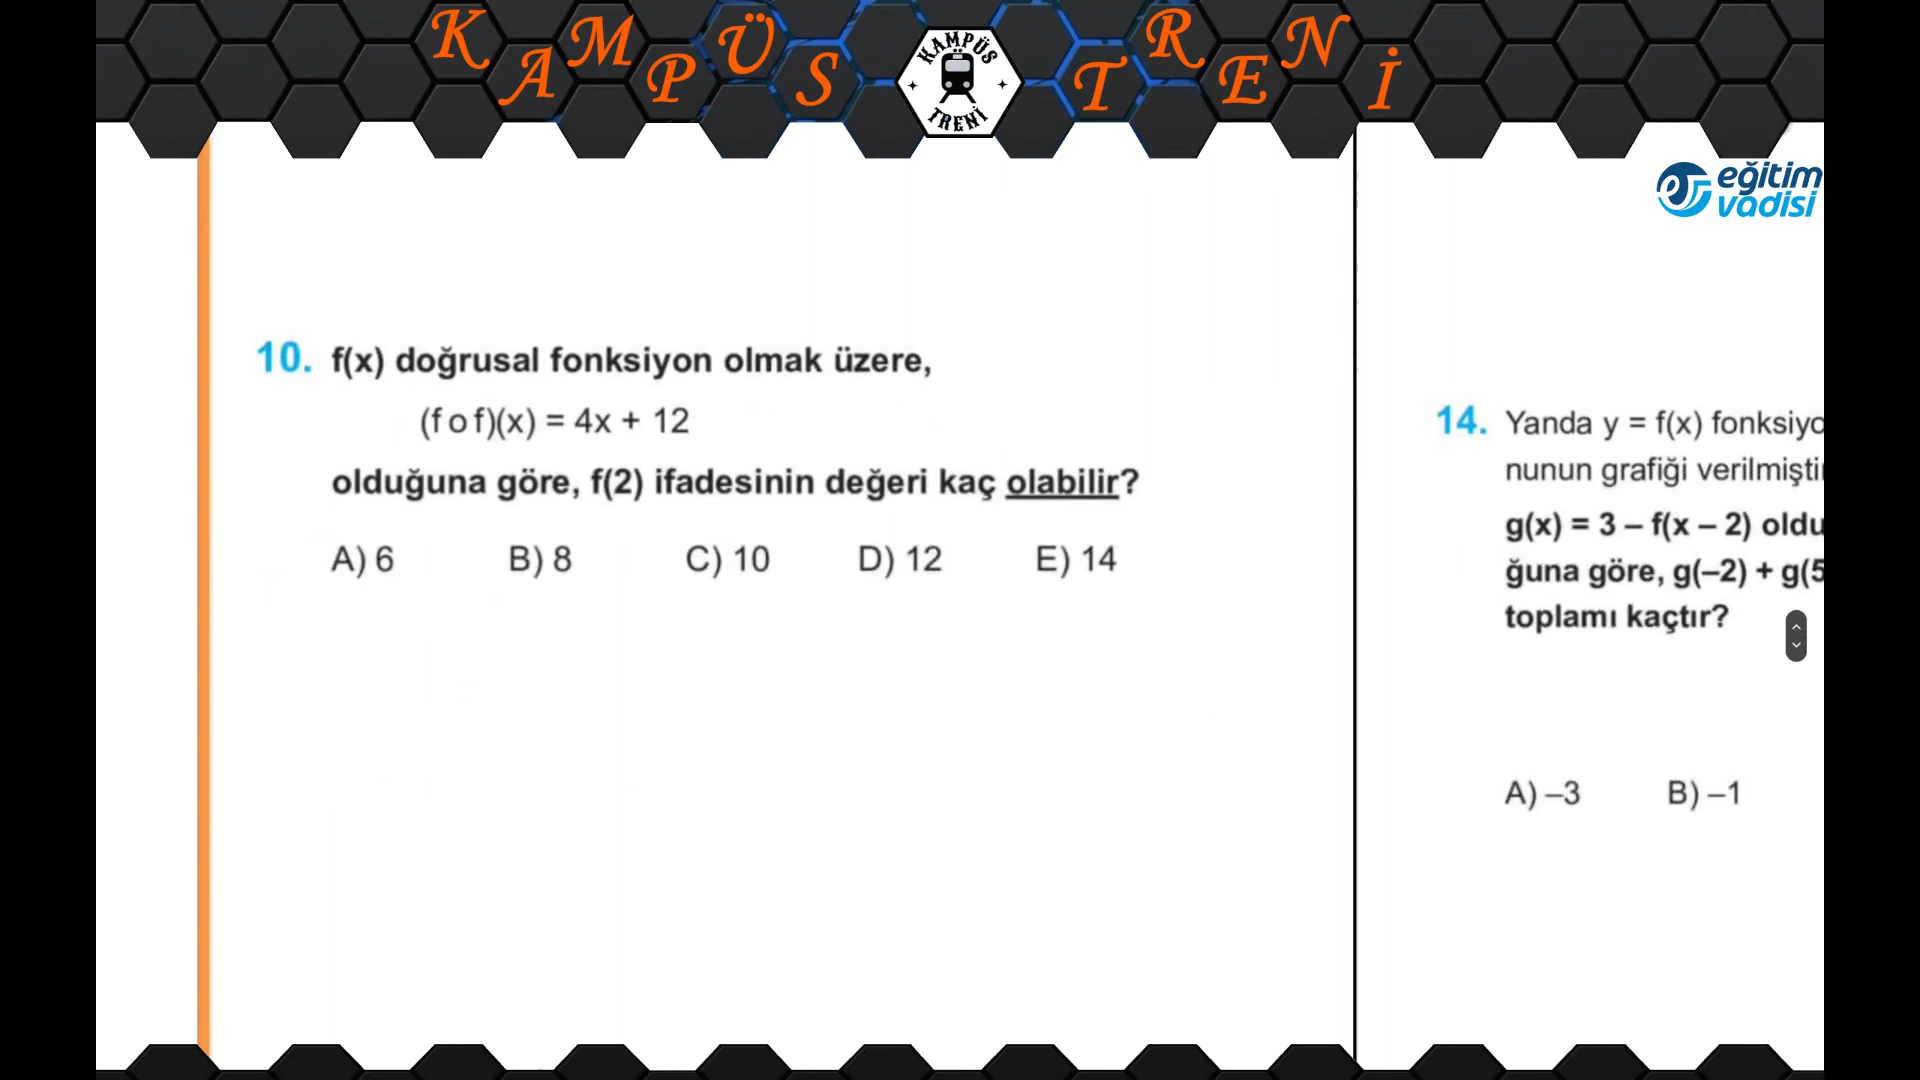 KAMPÜS TRENİ
KAMPÜS
TRENİ
eğitim
vadisi
10. f(x) doğrusal fonksiyon olmak üzere,
(f o f)(x) = 4x + 12
olduğuna göre, f(2) ifadesinin değeri kaç olabilir?
A) 6 B) 8 C) 10 D) 12 E) 14
14. Yanda y = f(x) fonksiyo
nunun grafiği verilmişti
g(x) = 3 – f(x – 2) oldu
ğuna göre, g(–2) + g(5
toplamı kaçtır?
A) –3 B) –1